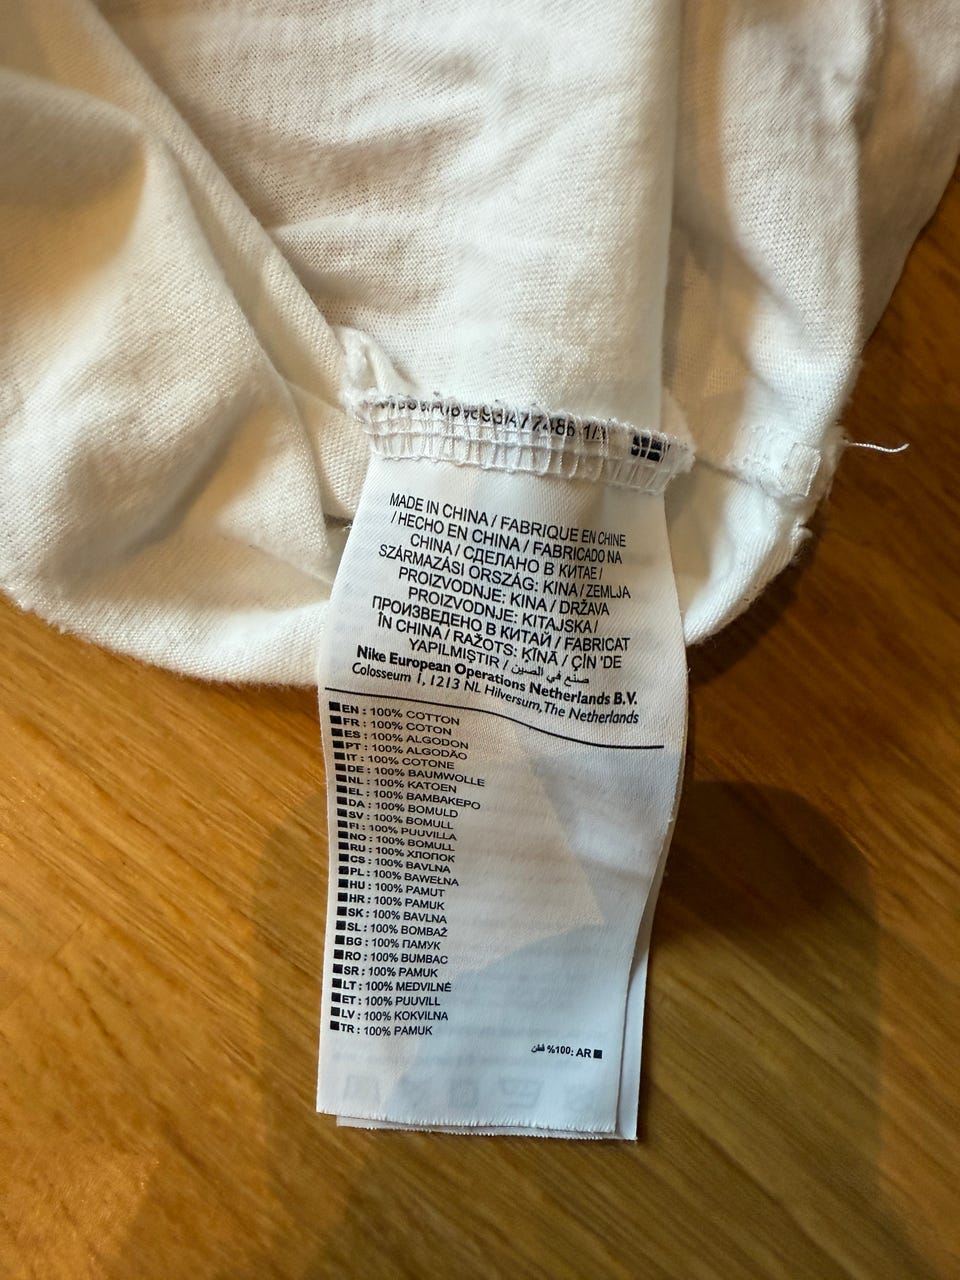 MADE IN CHINA / FABRIQUE EN CHINE
/ HECHO EN CHINA / FABRICADO NA
CHINA / СДЕЛАНО В КИТАЕ /
SZÁRMAZÁSI ORSZÁG: KINA / ZEMLJA
PROIZVODNJE: KINA / DRŽAVA
PROIZVODNJE: KITAJSKA /
ПРОИЗВЕДЕНО В КИТАЙ / FABRICAT
ÎN CHINA / RAŽOTS: ĶĪNĀ / ÇİN 'DE
YAPILMIŞTIR / صنع في الصين
Nike European Operations Netherlands B.V.
Colosseum 1, 1213 NL Hilversum, The Netherlands
EN : 100% COTTON
FR : 100% COTON
ES : 100% ALGODON
PT : 100% ALGODÃO
IT : 100% COTONE
DE : 100% BAUMWOLLE
NL : 100% KATOEN
EL : 100% ΒΑΜΒΑΚΕΡΟ
DA : 100% BOMULD
SV : 100% BOMULL
FI : 100% PUUVILLA
NO : 100% BOMULL
RU : 100% ХЛОПОК
CS : 100% BAVLNA
PL : 100% BAWEŁNA
HU : 100% PAMUT
HR : 100% PAMUK
SK : 100% BAVLNA
SL : 100% BOMBAŽ
BG : 100% ПАМУК
RO : 100% BUMBAC
SR : 100% PAMUK
LT : 100% MEDVILNĖ
ET : 100% PUUVILL
LV : 100% KOKVILNA
TR : 100% PAMUK
AR :100% قطن